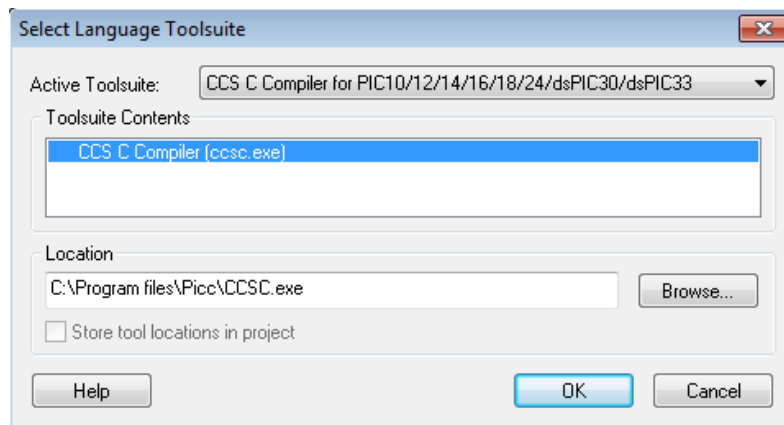 Select Language Toolsuite
Active Toolsuite: CCS C Compiler for PIC10/12/14/16/18/24/dsPIC30/dsPIC33
Toolsuite Contents
CCS C Compiler (ccsc.exe)
Location
C:\Program files\Picc\CCSC.exe Browse...
Store tool locations in project
Help OK Cancel